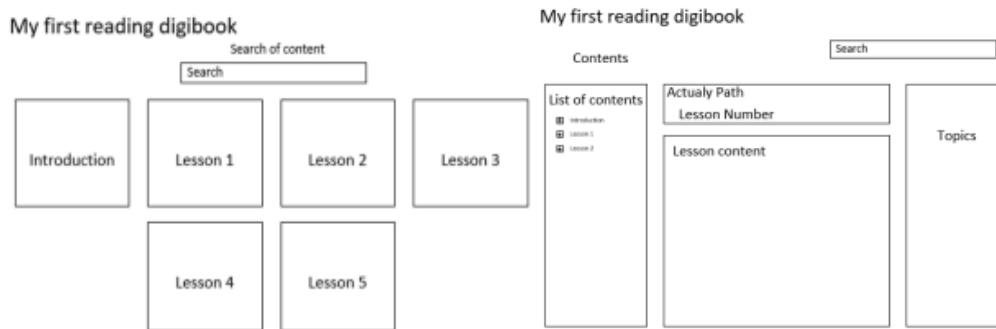 My first reading digibook
Search of content
Search
Introduction
Lesson 1
Lesson 2
Lesson 3
Lesson 4
Lesson 5
My first reading digibook
Search
Contents
List of contents
Introduction
Lesson 1
Lesson 2
Actualy Path
Lesson Number
Lesson content
Topics